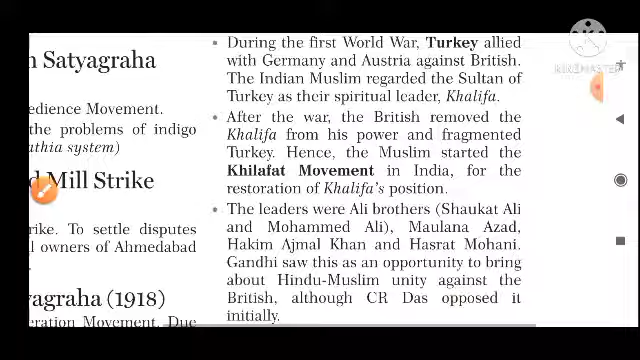 n Satyagraha
edience Movement.
the problems of indigo
athia system)
d Mill Strike
rike. To settle disputes
l owners of Ahmedabad
yagraha (1918)
eration Movement. Due
• During the first World War, Turkey allied
with Germany and Austria against British.
The Indian Muslim regarded the Sultan of
Turkey as their spiritual leader, Khalifa.
• After the war, the British removed the
Khalifa from his power and fragmented
Turkey. Hence, the Muslim started the
Khilafat Movement in India, for the
restoration of Khalifa's position.
• The leaders were Ali brothers (Shaukat Ali
and Mohammed Ali), Maulana Azad,
Hakim Ajmal Khan and Hasrat Mohani.
Gandhi saw this as an opportunity to bring
about Hindu-Muslim unity against the
British, although CR Das opposed it
initially.
KINEMASTER